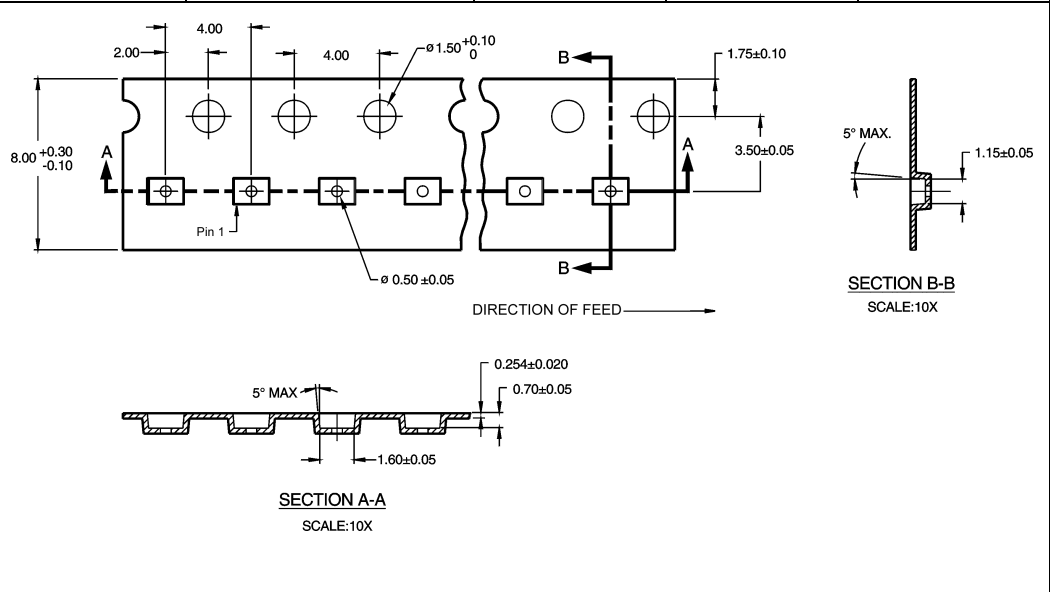 4.00
2.00
4.00
ø1.50 +0.10
0
B
1.75±0.10
8.00 +0.30
-0.10
A
A
3.50±0.05
5° MAX.
1.15±0.05
Pin 1
ø 0.50 ±0.05
B
SECTION B-B
SCALE:10X
DIRECTION OF FEED
0.254±0.020
5° MAX
0.70±0.05
1.60±0.05
SECTION A-A
SCALE:10X